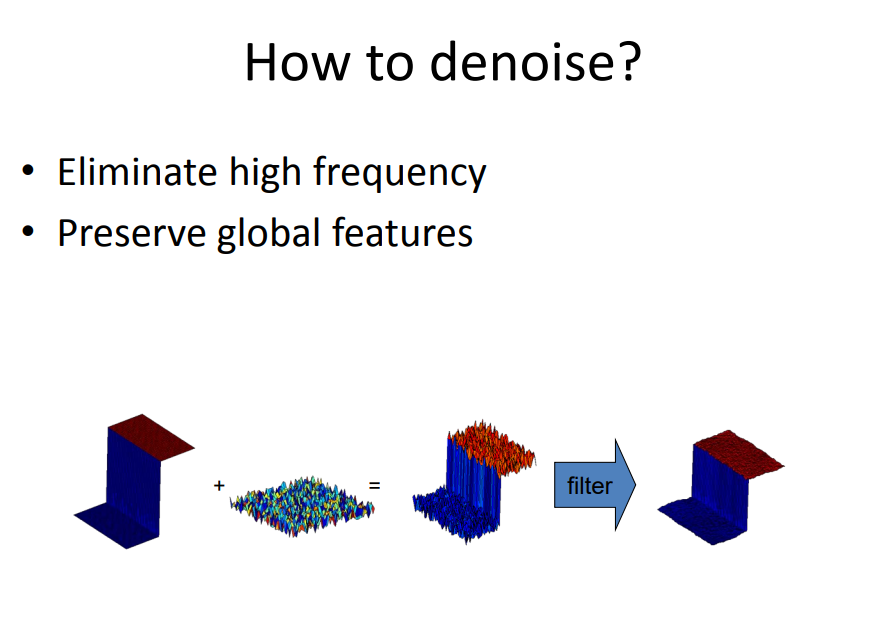 How to denoise?
• Eliminate high frequency
• Preserve global features
+ = filter